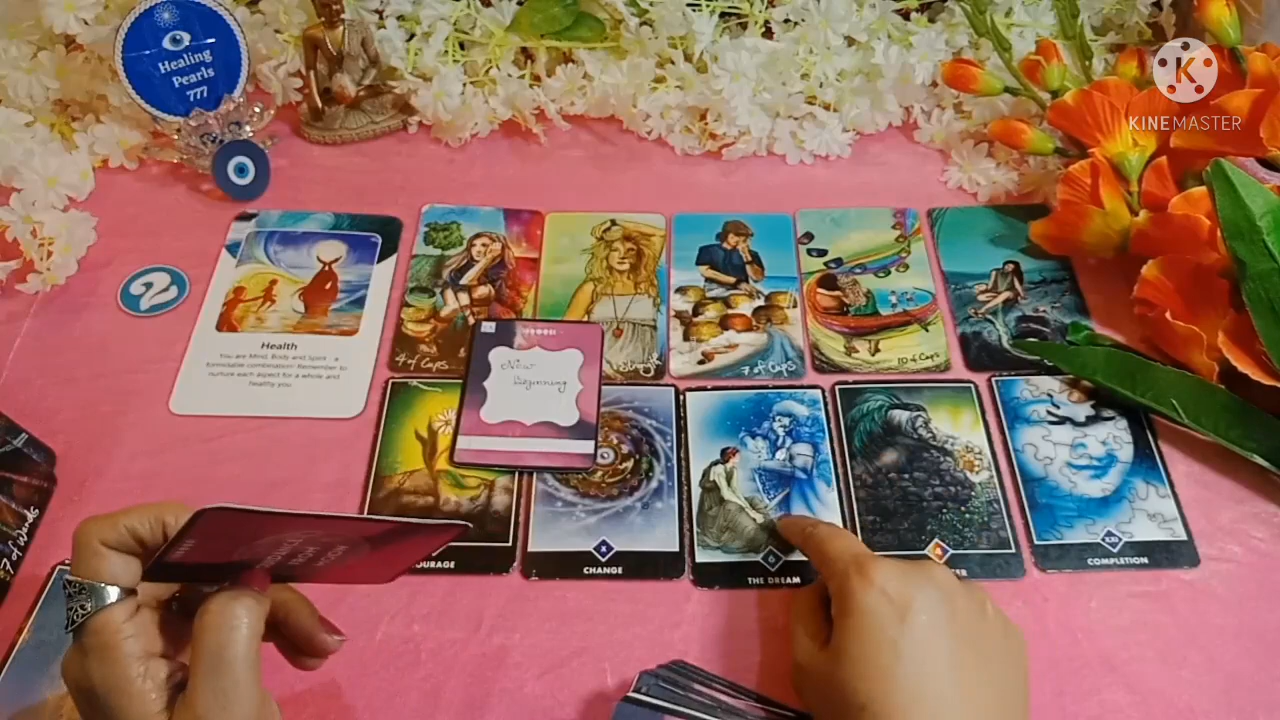 Healing
Pearls
777
KINEMASTER
2
Health
You are Mind, Body and Spirit - a
formidable combination! Remember to
nurture each aspect for a whole and
healthy you.
4 of Cups
7 of Cups
10 of Cups
New
Beginning
7 of Wands
CHANGE
X
THE DREAM
6
COMPLETION
XXI